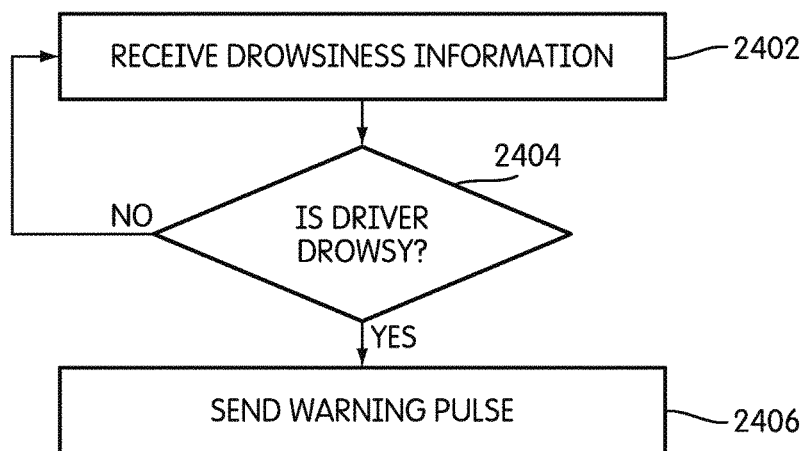 RECEIVE DROWSINESS INFORMATION
2402
2404
IS DRIVER
DROWSY?
NO
YES
SEND WARNING PULSE
2406